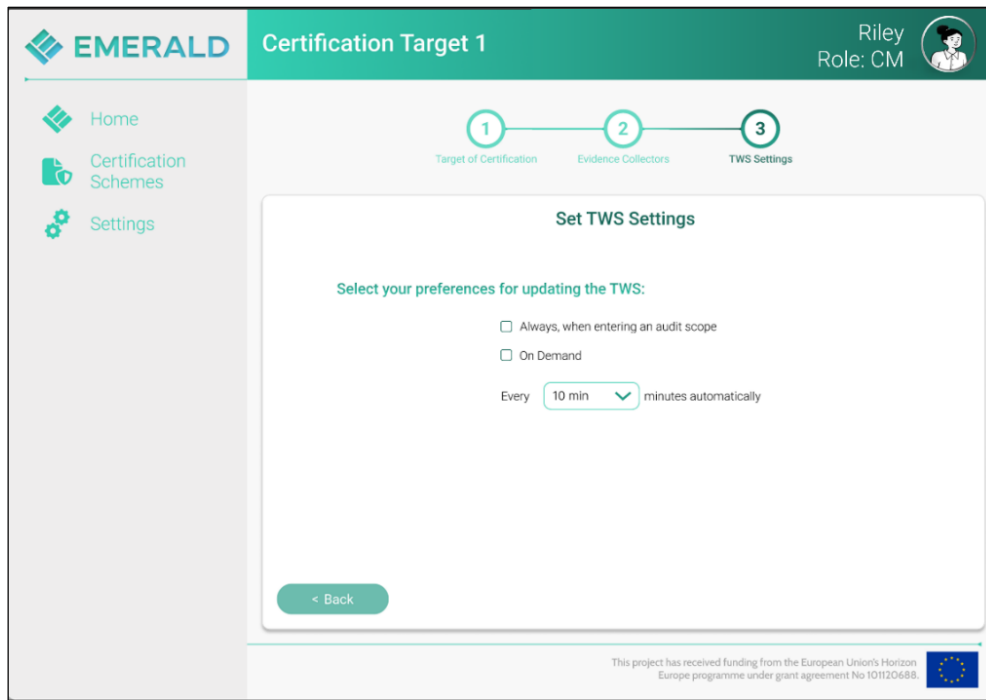 EMERALD
Certification Target 1
Riley
Role: CM
Home
Certification
Schemes
Settings
1
2
3
Target of Certification
Evidence Collectors
TWS Settings
Set TWS Settings
Select your preferences for updating the TWS:
Always, when entering an audit scope
On Demand
Every 10 min minutes automatically
< Back
This project has received funding from the European Union's Horizon
Europe programme under grant agreement No 101120688.